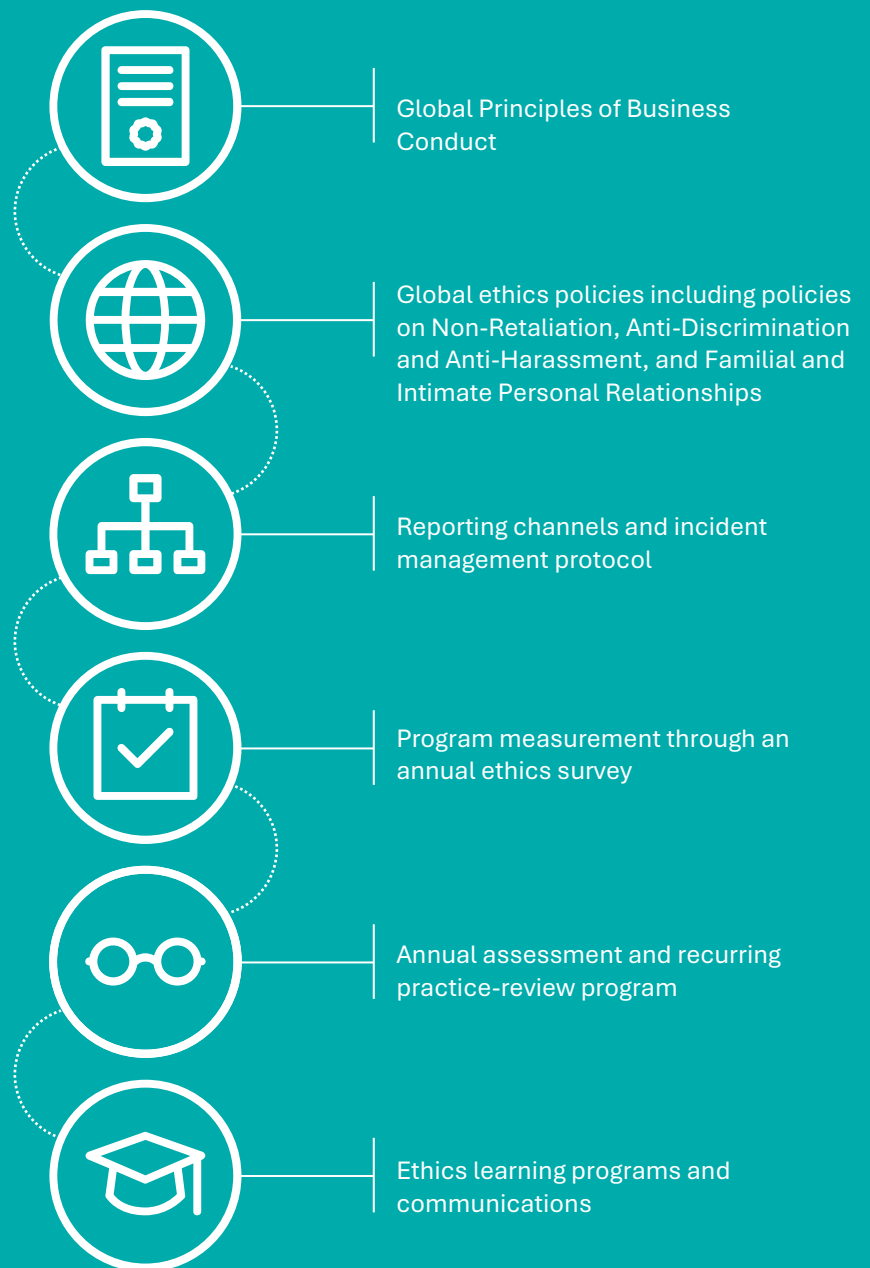 Global Principles of Business
Conduct
Global ethics policies including policies
on Non-Retaliation, Anti-Discrimination
and Anti-Harassment, and Familial and
Intimate Personal Relationships
Reporting channels and incident
management protocol
Program measurement through an
annual ethics survey
Annual assessment and recurring
practice-review program
Ethics learning programs and
communications